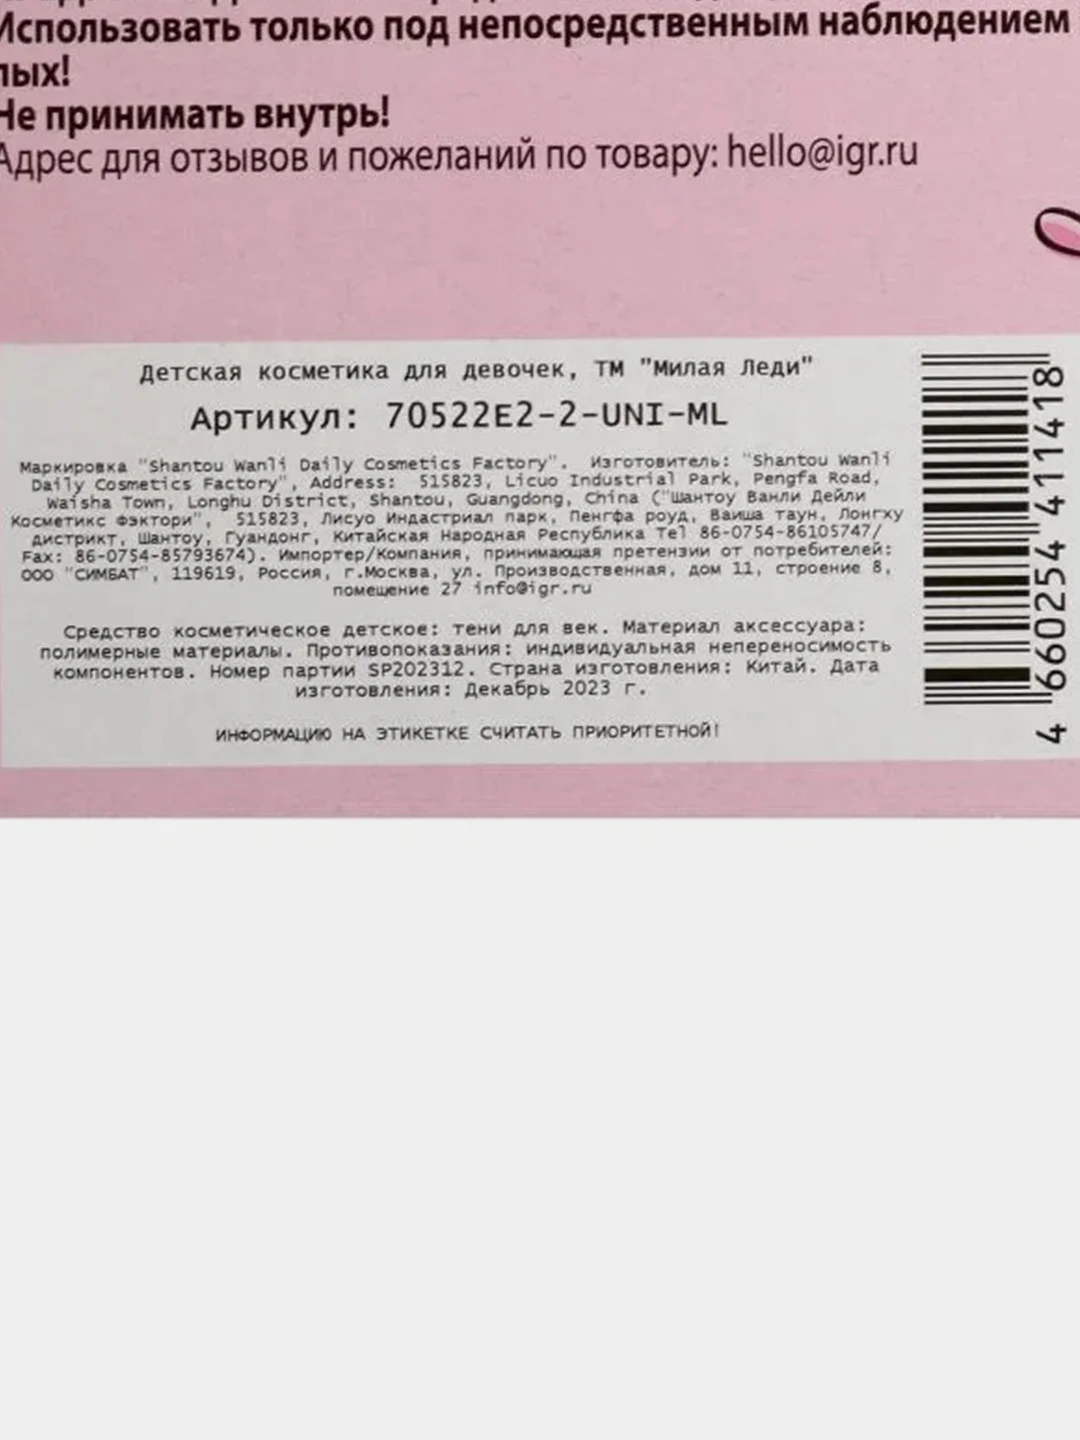 Использовать только под непосредственным наблюдением
лых!
Не принимать внутрь!
Адрес для отзывов и пожеланий по товару: hello@igr.ru
Детская косметика для девочек, ТМ "Милая Леди"
Артикул: 70522E2-2-UNI-ML
Маркировка "Shantou Wanli Daily Cosmetics Factory". Изготовитель: "Shantou Wanli
Daily Cosmetics Factory", Address: 515823, Licuo Industrial Park, Pengfa Road,
Waisha Town, Longhu District, Shantou, Guangdong, China ("Шантоу Ванли Дейли
Косметикс Фэктори", 515823, Лисуо Индастриал парк, Пенгфа роуд, Ваиша таун, Лонгху
дистрикт, Шантоу, Гуандонг, Китайская Народная Республика Tel 86-0754-86105747/
Fax: 86-0754-85793674). Импортер/Компания, принимающая претензии от потребителей:
ООО "СИМБАТ", 119619, Россия, г.Москва, ул. Производственная, дом 11, строение 8,
помещение 27 info@igr.ru
Средство косметическое детское: тени для век. Материал аксессуара:
полимерные материалы. Противопоказания: индивидуальная непереносимость
компонентов. Номер партии SP202312. Страна изготовления: Китай. Дата
изготовления: Декабрь 2023 г.
ИНФОРМАЦИЮ НА ЭТИКЕТКЕ СЧИТАТЬ ПРИОРИТЕТНОЙ!
4 660254 411418